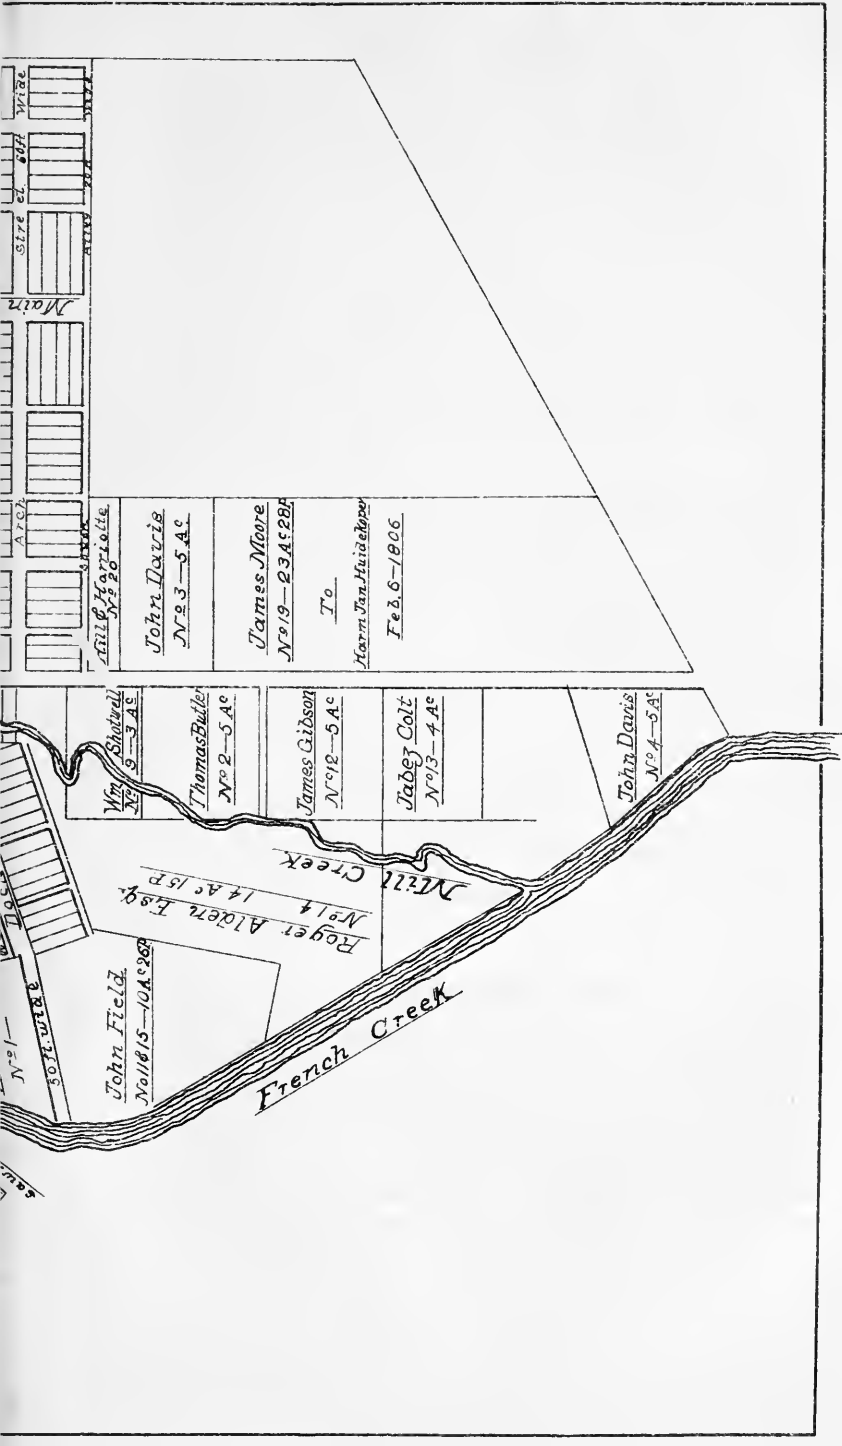 Street 60ft wide
Alley
Main
Arch
Hill & Harriotte
No 20
John Davis
No 3—5 Ac
James Moore
No 19—23 Ac 28P
To
Harm Jan Huidekoper
Feb. 6—1806
Wm Shotwell
No 9—3 Ac
Thomas Butler
No 2—5 Ac
James Gibson
No 12—5 Ac
Jabez Colt
No 13—4 Ac
John Davis
No 4—5 Ac
Mill Creek
Roger Alden Esq.
No 14 14 Ac 15P
John Field
No 11 & 15—10 Ac 26P
50 ft. wide
No 1—
French Creek